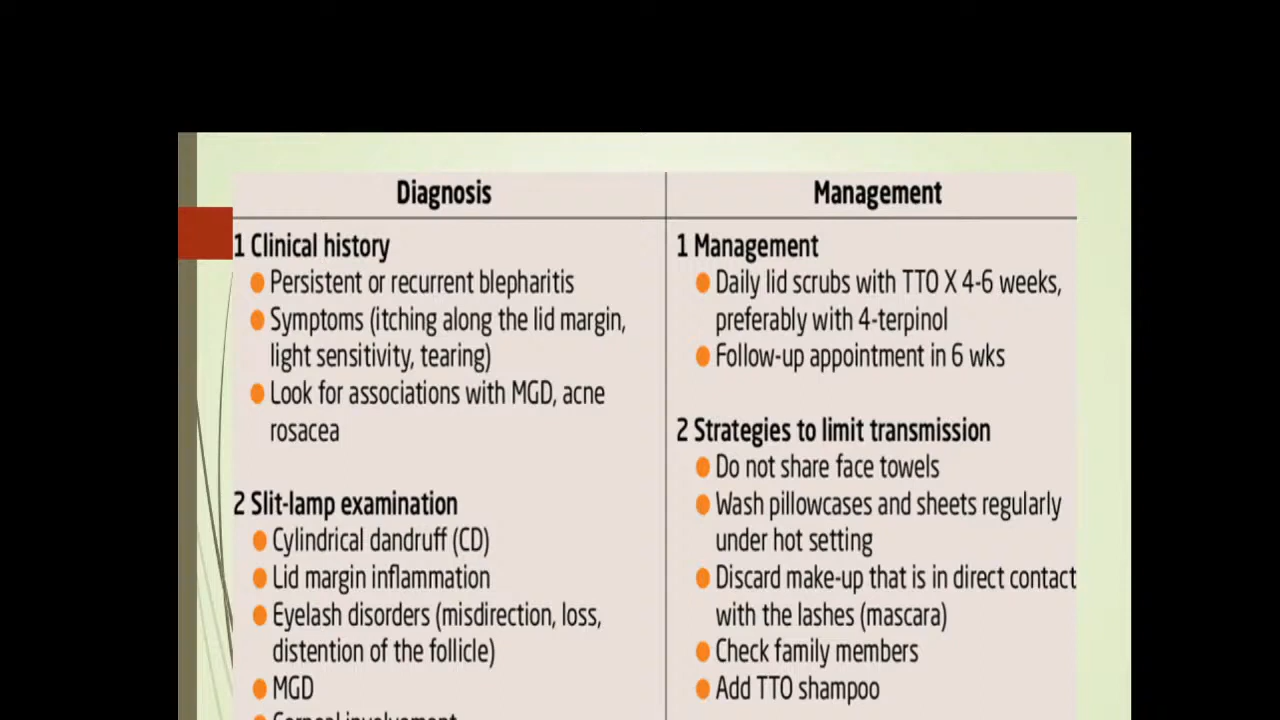 Diagnosis
1 Clinical history
Persistent or recurrent blepharitis
Symptoms (itching along the lid margin,
light sensitivity, tearing)
Look for associations with MGD, acne
rosacea
2 Slit-lamp examination
Cylindrical dandruff (CD)
Lid margin inflammation
Eyelash disorders (misdirection, loss,
distention of the follicle)
MGD
Corneal involvement
Management
1 Management
Daily lid scrubs with TTO X 4-6 weeks,
preferably with 4-terpinol
Follow-up appointment in 6 wks
2 Strategies to limit transmission
Do not share face towels
Wash pillowcases and sheets regularly
under hot setting
Discard make-up that is in direct contact
with the lashes (mascara)
Check family members
Add TTO shampoo